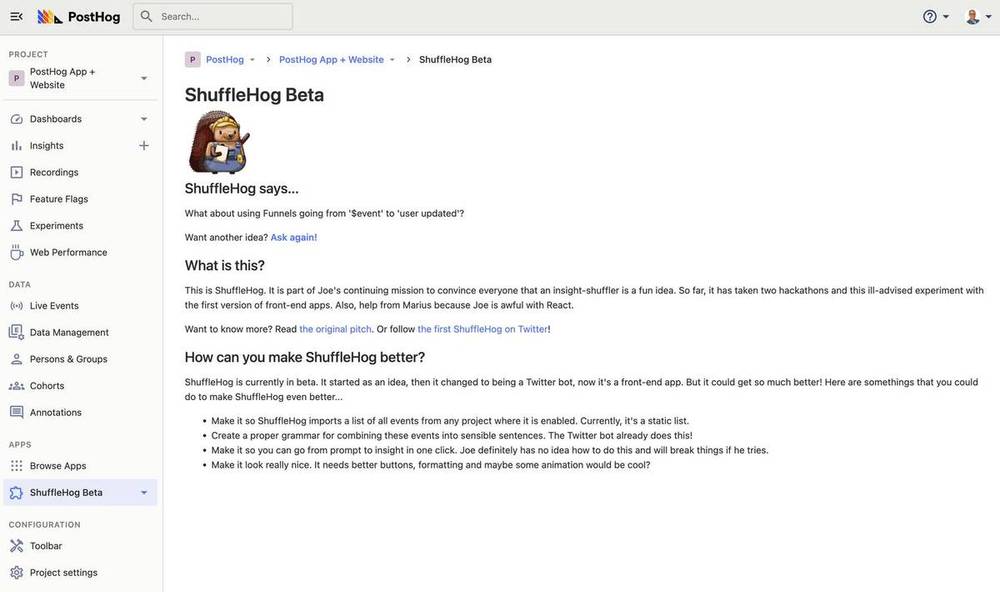 PostHog
Search...
PROJECT
P
PostHog App +
Website
Dashboards
Insights
Recordings
Feature Flags
Experiments
Web Performance
DATA
Live Events
Data Management
Persons & Groups
Cohorts
Annotations
APPS
Browse Apps
ShuffleHog Beta
CONFIGURATION
Toolbar
Project settings
P PostHog > PostHog App + Website > ShuffleHog Beta
ShuffleHog Beta
ShuffleHog says...
What about using Funnels going from '$event' to 'user updated'?
Want another idea? Ask again!
What is this?
This is ShuffleHog. It is part of Joe's continuing mission to convince everyone that an insight-shuffler is a fun idea. So far, it has taken two hackathons and this ill-advised experiment with
the first version of front-end apps. Also, help from Marius because Joe is awful with React.
Want to know more? Read the original pitch. Or follow the first ShuffleHog on Twitter!
How can you make ShuffleHog better?
ShuffleHog is currently in beta. It started as an idea, then it changed to being a Twitter bot, now it's a front-end app. But it could get so much better! Here are somethings that you could
do to make ShuffleHog even better...
• Make it so ShuffleHog imports a list of all events from any project where it is enabled. Currently, it's a static list.
• Create a proper grammar for combining these events into sensible sentences. The Twitter bot already does this!
• Make it so you can go from prompt to insight in one click. Joe definitely has no idea how to do this and will break things if he tries.
• Make it look really nice. It needs better buttons, formatting and maybe some animation would be cool?